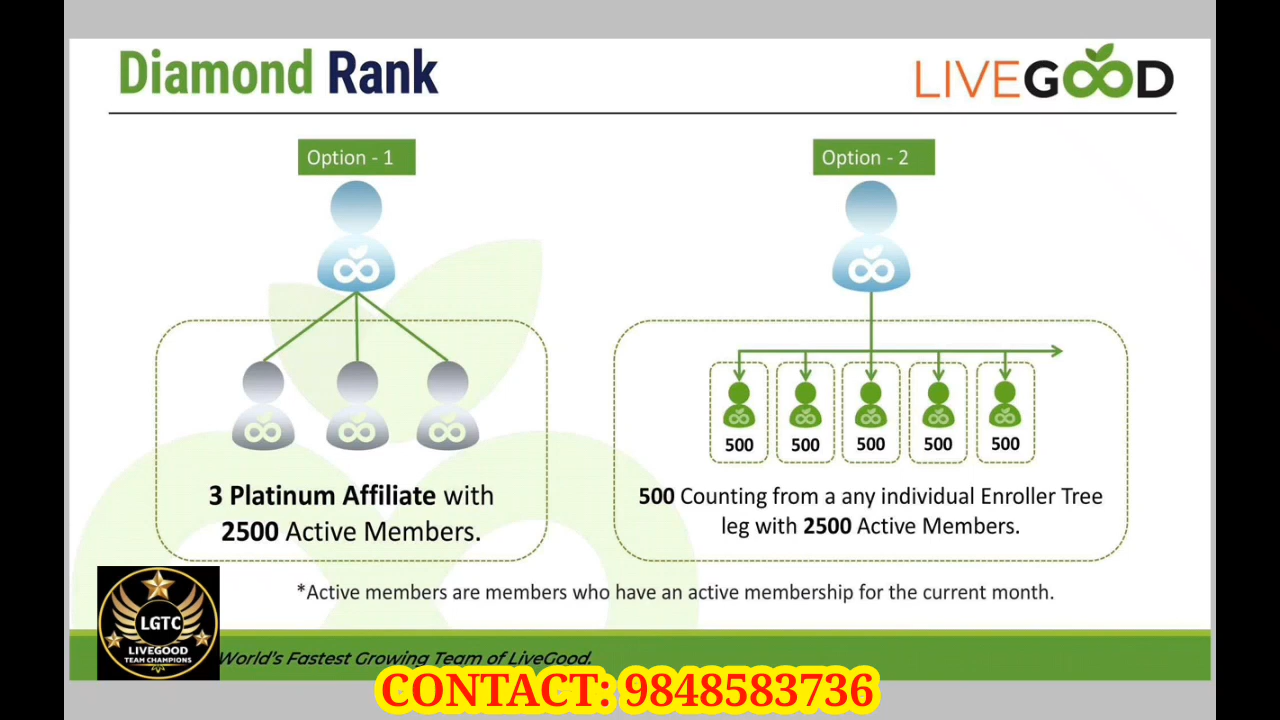 Diamond Rank
LIVEGOOD
Option - 1
Option - 2
500 500 500 500 500
3 Platinum Affiliate with
2500 Active Members.
500 Counting from a any individual Enroller Tree
leg with 2500 Active Members.
*Active members are members who have an active membership for the current month.
LGTC
LIVEGOOD
TEAM CHAMPIONS
World's Fastest Growing Team of LiveGood.
CONTACT: 9848583736